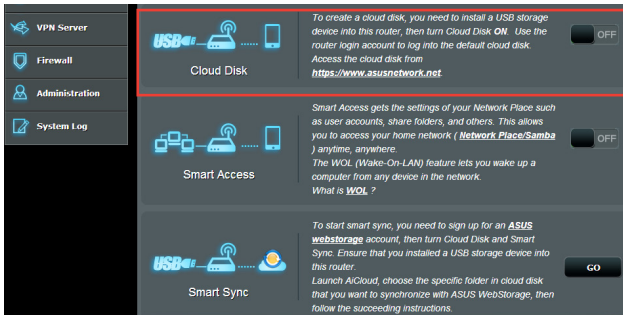 VPN Server
Firewall
Administration
System Log
USB
Cloud Disk
To create a cloud disk, you need to install a USB storage
device into this router, then turn Cloud Disk ON. Use the
router login account to log into the default cloud disk.
Access the cloud disk from
https://www.asusnetwork.net.
OFF
Smart Access
Smart Access gets the settings of your Network Place such
as user accounts, share folders, and others. This allows
you to access your home network ( Network Place/Samba
) anytime, anywhere.
The WOL (Wake-On-LAN) feature lets you wake up a
computer from any device in the network.
What is WOL ?
OFF
USB
Smart Sync
To start smart sync, you need to sign up for an ASUS
webstorage account, then turn Cloud Disk and Smart
Sync. Ensure that you installed a USB storage device into
this router.
Launch AiCloud, choose the specific folder in cloud disk
that you want to synchronize with ASUS WebStorage, then
follow the succeeding instructions.
GO